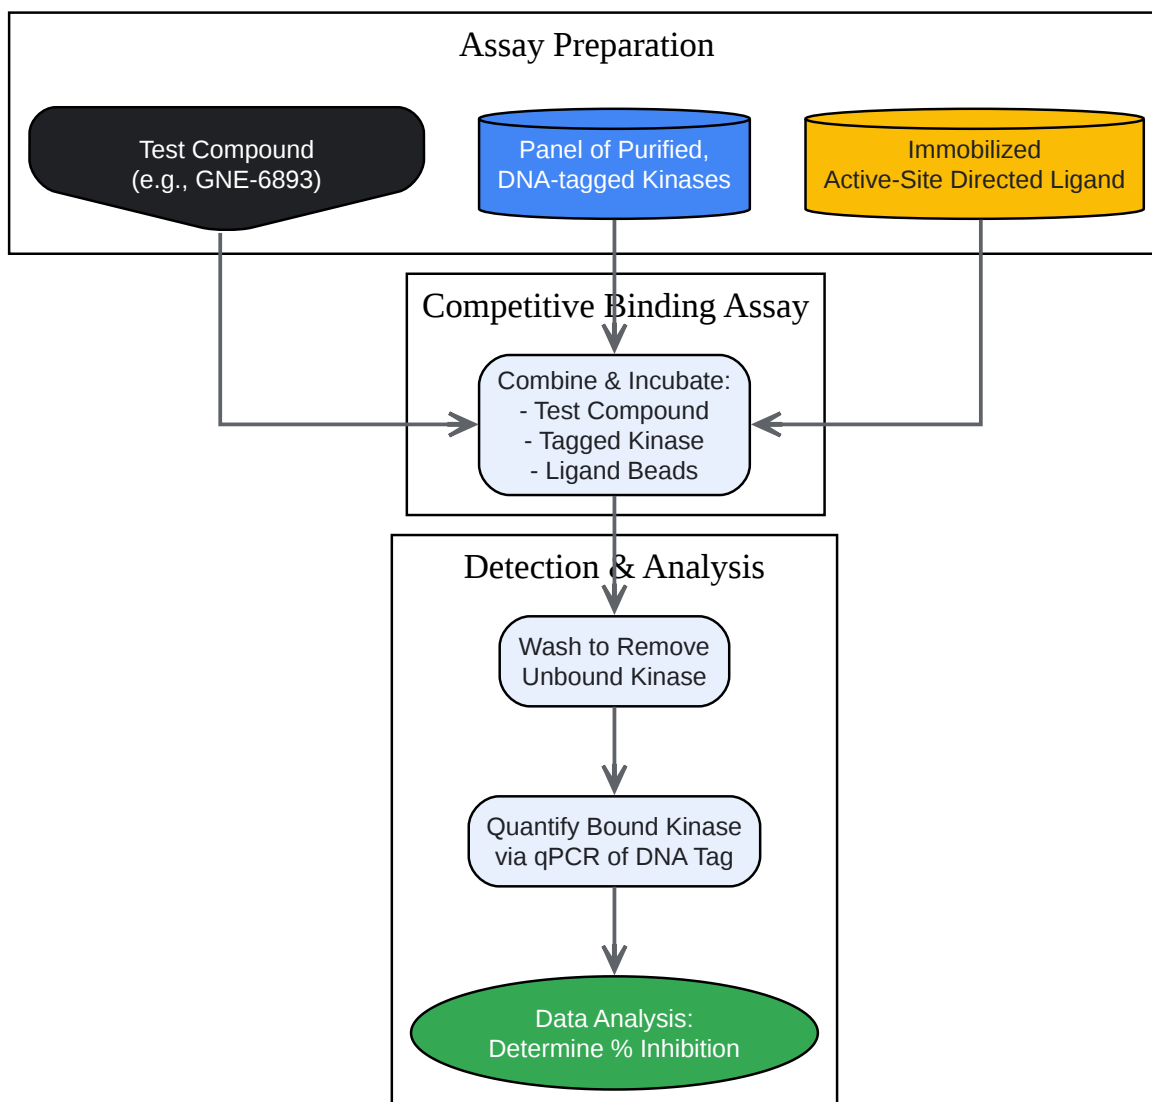 Assay Preparation
Test Compound
(e.g., GNE-6893)
Panel of Purified,
DNA-tagged Kinases
Immobilized
Active-Site Directed Ligand
Competitive Binding Assay
Combine & Incubate:
- Test Compound
- Tagged Kinase
- Ligand Beads
Detection & Analysis
Wash to Remove
Unbound Kinase
Quantify Bound Kinase
via qPCR of DNA Tag
Data Analysis:
Determine % Inhibition